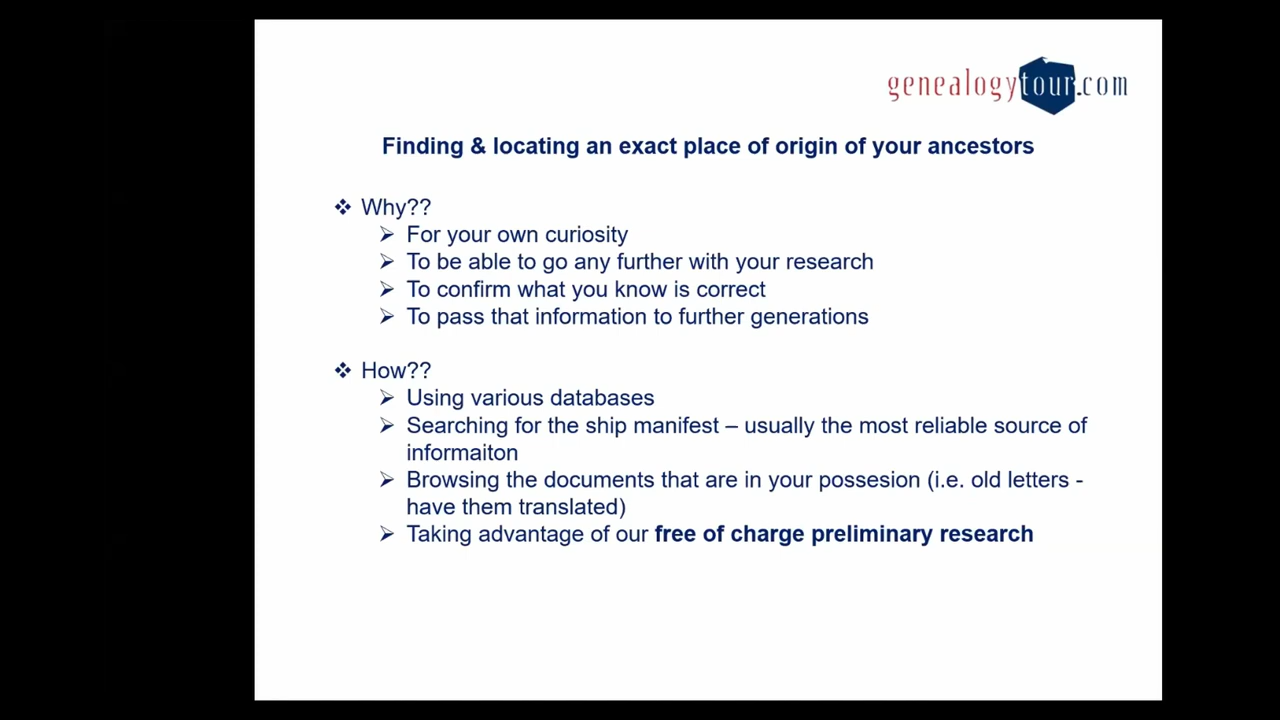 genealogytour.com
Finding & locating an exact place of origin of your ancestors
❖ Why??
➢ For your own curiosity
➢ To be able to go any further with your research
➢ To confirm what you know is correct
➢ To pass that information to further generations
❖ How??
➢ Using various databases
➢ Searching for the ship manifest – usually the most reliable source of
informaiton
➢ Browsing the documents that are in your possesion (i.e. old letters -
have them translated)
➢ Taking advantage of our free of charge preliminary research